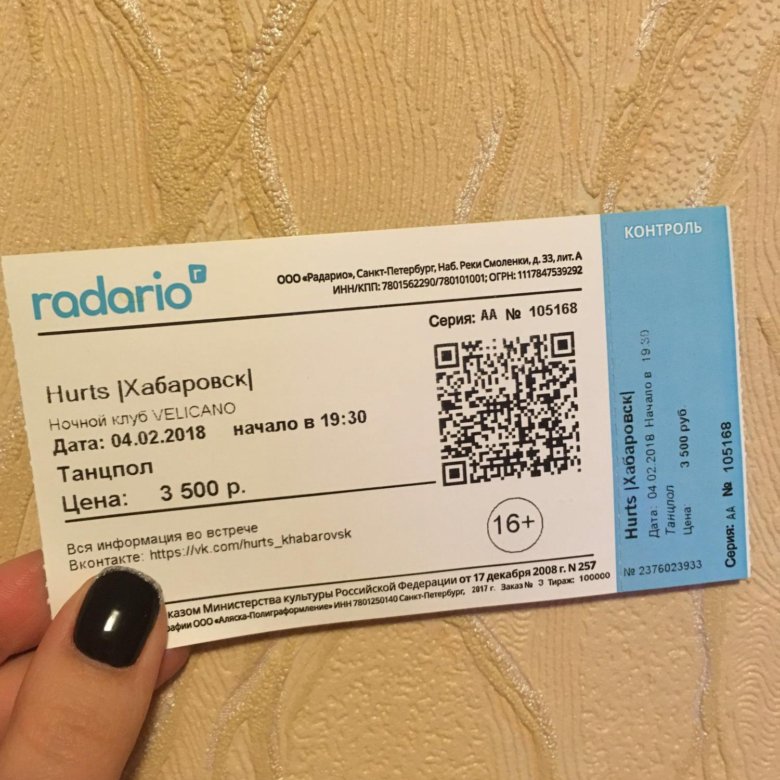 radario r
ООО «Радарио», Санкт-Петербург, Наб. Реки Смоленки, д. 33, лит. А
ИНН/КПП: 7801562290/780101001; ОГРН: 1117847539292
Серия: АА № 105168
Hurts |Хабаровск|
Ночной клуб VELICANO
Дата: 04.02.2018 начало в 19:30
Танцпол
Цена: 3 500 р.
16+
Вся информация во встрече
Вконтакте: https://vk.com/hurts_khabarovsk
казом Министерства культуры Российской Федерации от 17 декабря 2008 г. N 257
афии ООО «Аляска-Полиграформление» ИНН 7801250140 Санкт-Петербург, 2017 г. Заказ № 3 Тираж: 100000
КОНТРОЛЬ
Hurts |Хабаровск|
Дата: 04.02.2018 Начало в 19:30
Танцпол
Цена 3 500 руб
Серия: АА № 105168
№ 2376023933